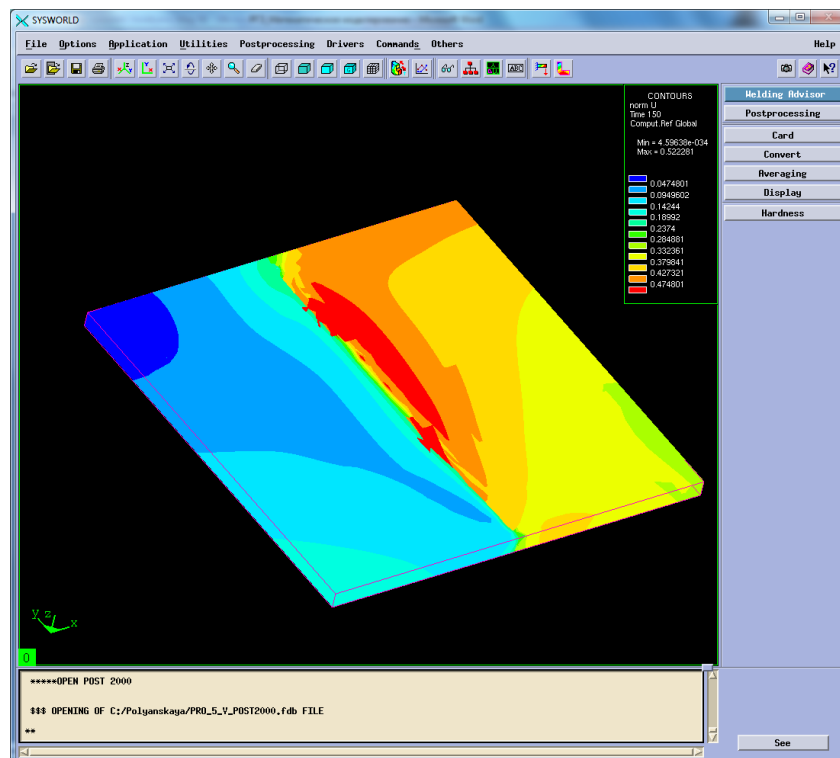 SYSWORLD
File Options Application Utilities Postprocessing Drivers Commands Others Help
ABC
CONTOURS
norm U
Time 150
Comput.Ref Global
Min = 4.59638e-034
Max = 0.522281
0.0474801
0.0949602
0.14244
0.18992
0.2374
0.284881
0.332361
0.379841
0.427321
0.474801
Welding Advisor
Postprocessing
Card
Convert
Averaging
Display
Hardness
y z x
0
*****OPEN POST 2000
$$$ OPENING OF C:/Polyanskaya/PRO_5_V_POST2000.fdb FILE
**
See